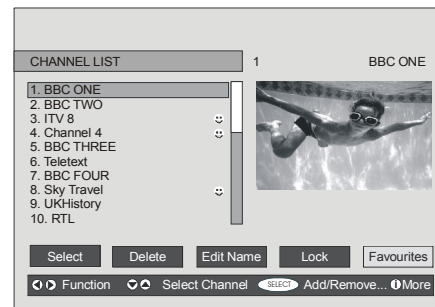 CHANNEL LIST
1 BBC ONE
1. BBC ONE
2. BBC TWO
3. ITV 8
4. Channel 4
5. BBC THREE
6. Teletext
7. BBC FOUR
8. Sky Travel
9. UKHistory
10. RTL
Select Delete Edit Name Lock Favourites
Function Select Channel SELECT Add/Remove... More